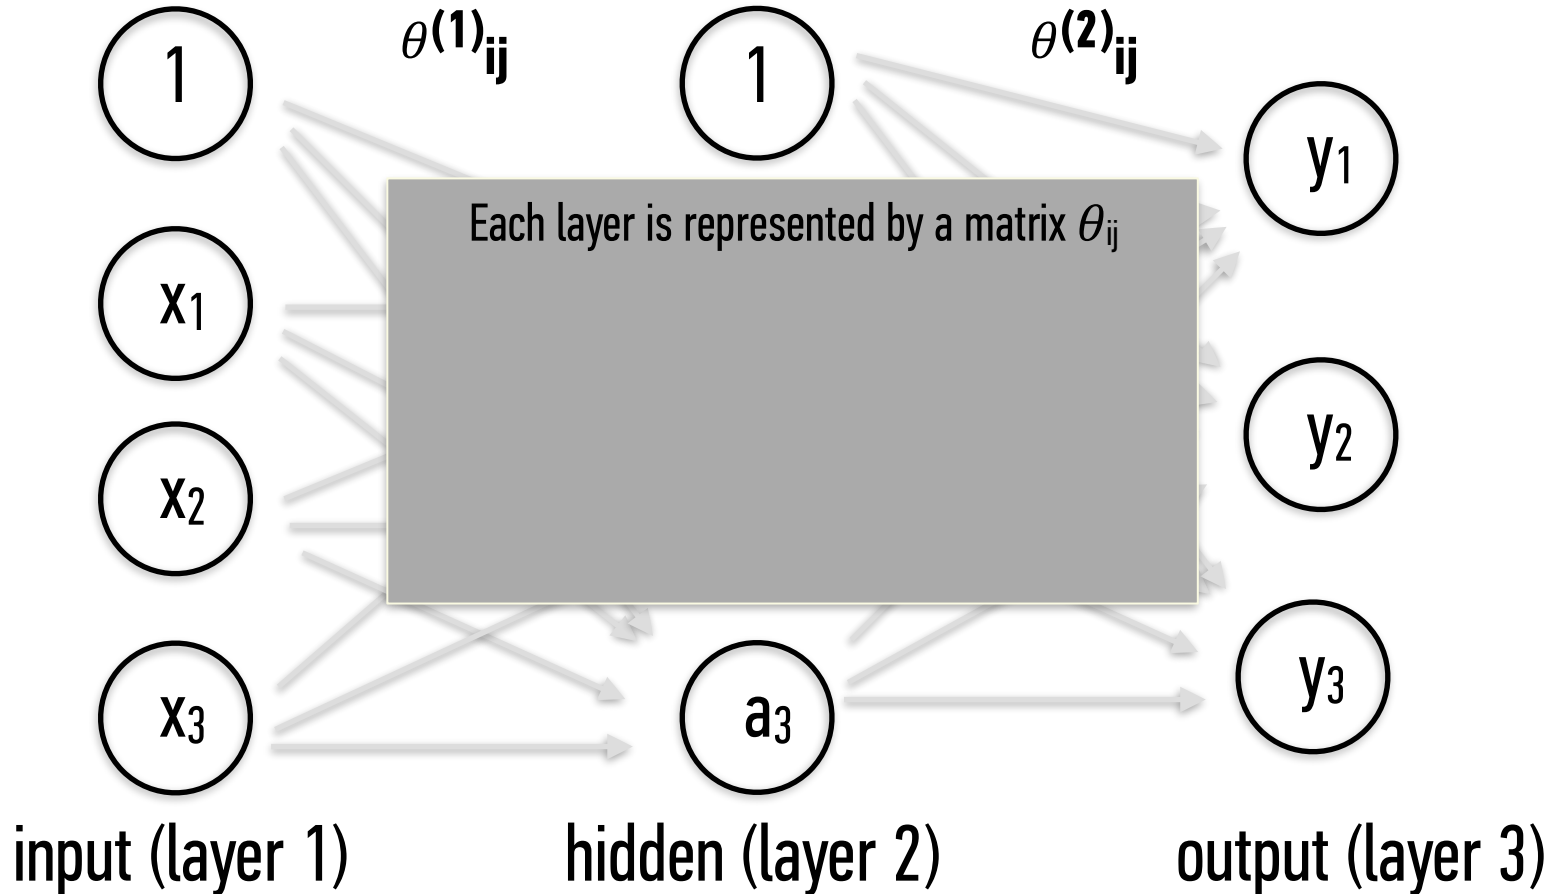 1
θ(1)ij
1
θ(2)ij
y1
Each layer is represented by a matrix θij
x1
x2
y2
x3
a3
y3
input (layer 1)
hidden (layer 2)
output (layer 3)